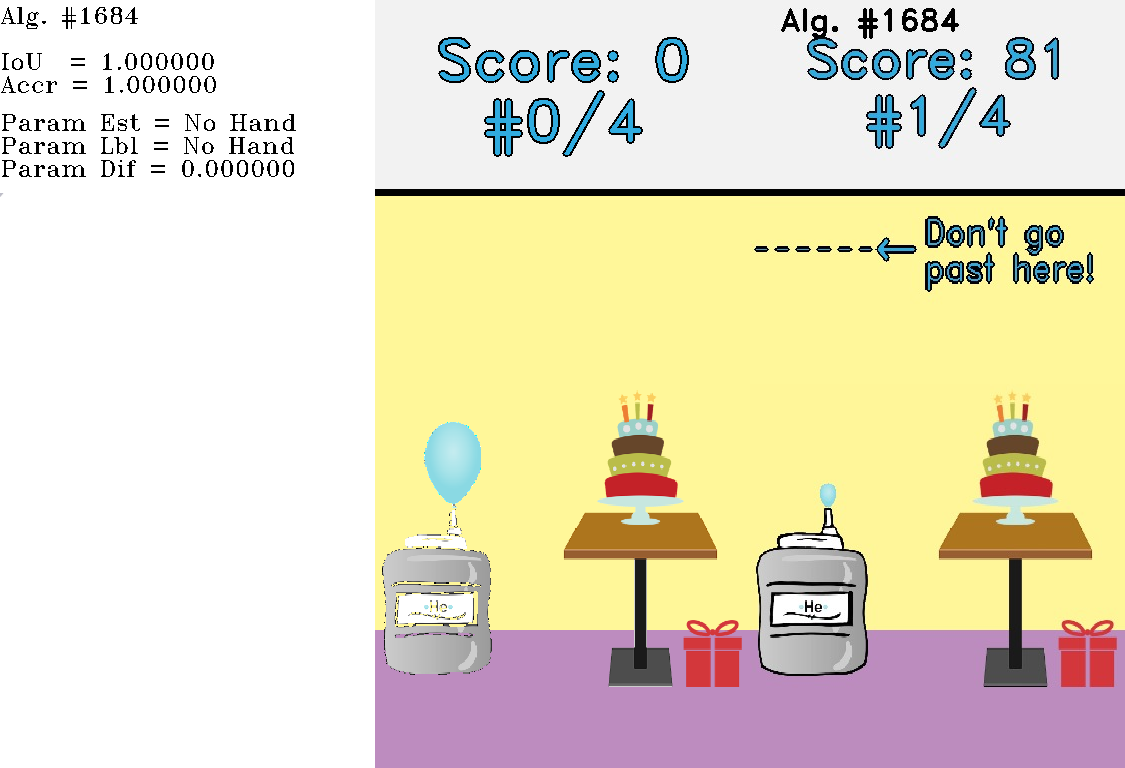 Alg. #1684
IoU = 1.000000
Accr = 1.000000
Param Est = No Hand
Param Lbl = No Hand
Param Dif = 0.000000
Score: 0
#0/4
Alg. #1684
Score: 81
#1/4
Don't go
past here!
He
He